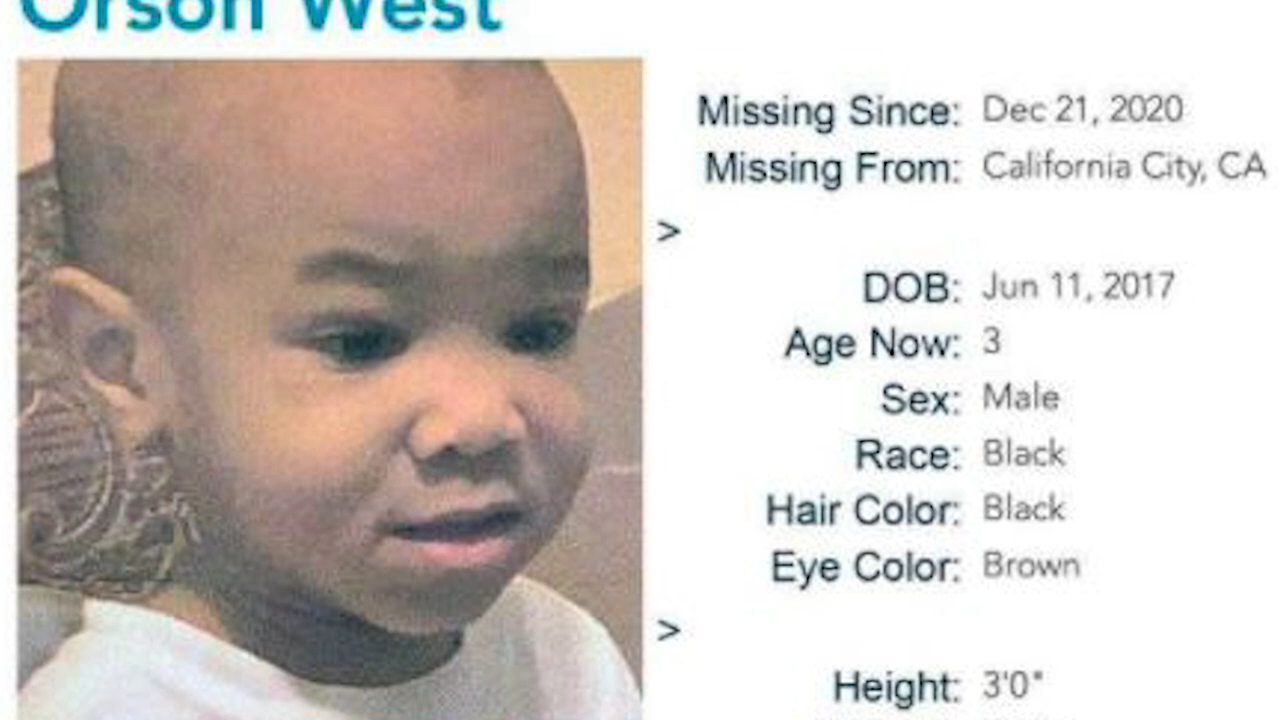 Orson West
Missing Since: Dec 21, 2020
Missing From: California City, CA
>
DOB: Jun 11, 2017
Age Now: 3
Sex: Male
Race: Black
Hair Color: Black
Eye Color: Brown
>
Height: 3'0"